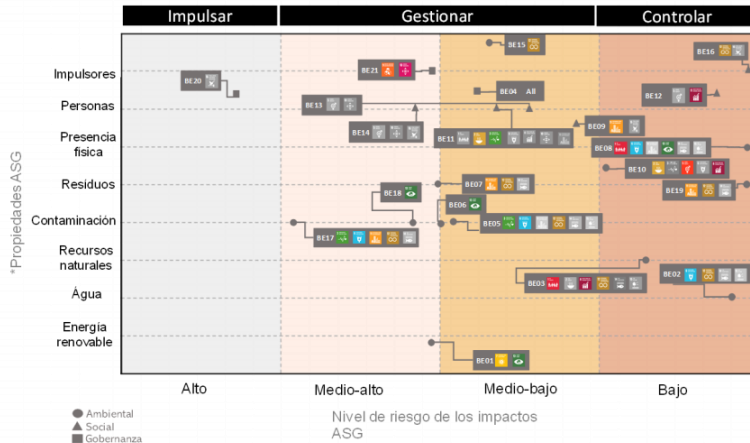 Impulsar
Gestionar
Controlar
*Propiedades ASG
Impulsores
Personas
Presencia
física
Residuos
Contaminación
Recursos
naturales
Água
Energía
renovable
BE15
BE16
BE20
BE21
BE04 All
BE12
BE13
BE14
BE11
BE09
BE08
BE10
BE07
BE19
BE18
BE06
BE05
BE17
BE02
BE03
BE01
Alto
Medio-alto
Medio-bajo
Bajo
Ambiental
Social
Gobernanza
Nivel de riesgo de los impactos
ASG